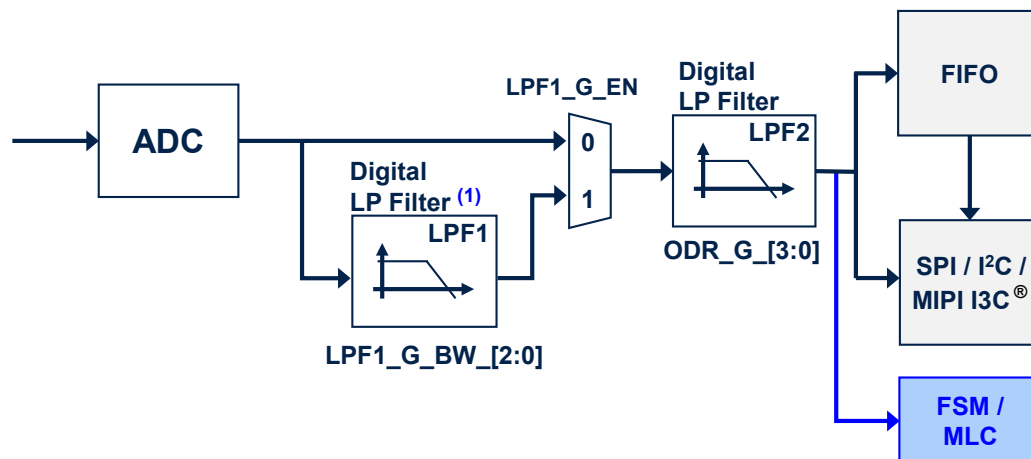 ADC
LPF1_G_EN
0
1
Digital
LP Filter (1)
LPF1
LPF1_G_BW_[2:0]
Digital
LP Filter
LPF2
ODR_G_[3:0]
FIFO
SPI / I²C /
MIPI I3C®
FSM /
MLC